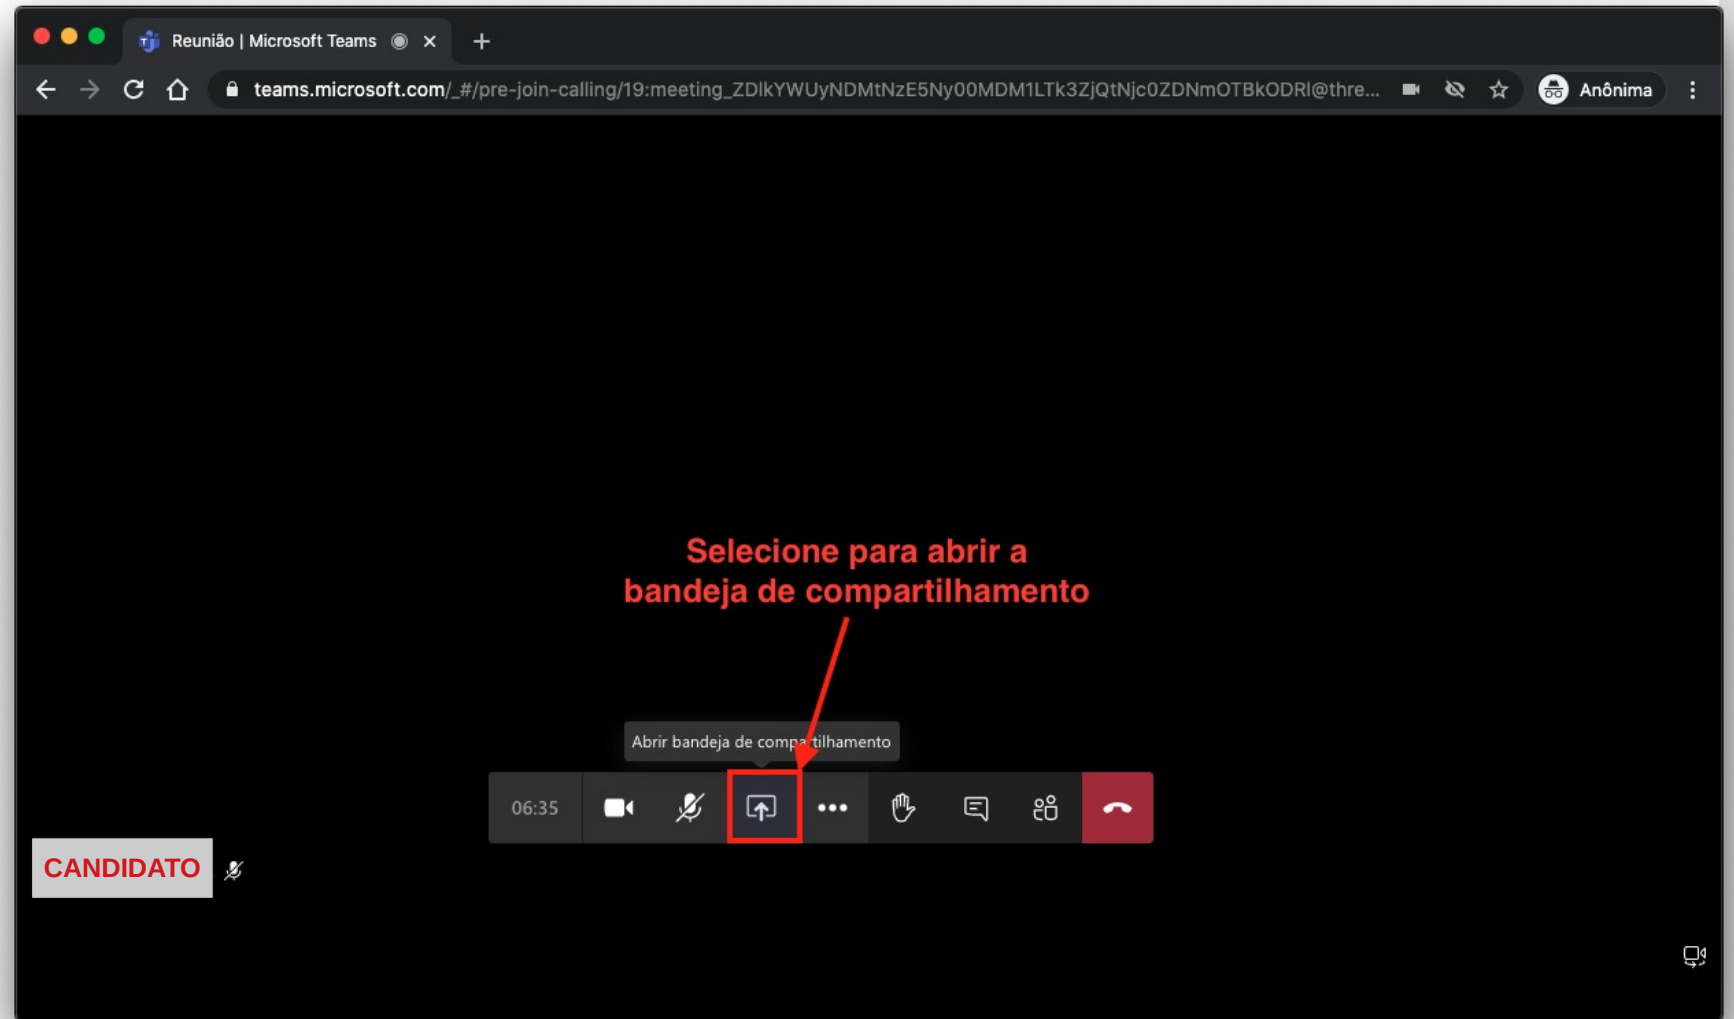 Reunião | Microsoft Teams
teams.microsoft.com/_#/pre-join-calling/19:meeting_ZDlkYWUyNDMtNzE5Ny00MDM1LTk3ZjQtNjc0ZDNmOTBkODRl@thre...
Anônima
Selecione para abrir a
bandeja de compartilhamento
Abrir bandeja de compartilhamento
06:35
CANDIDATO